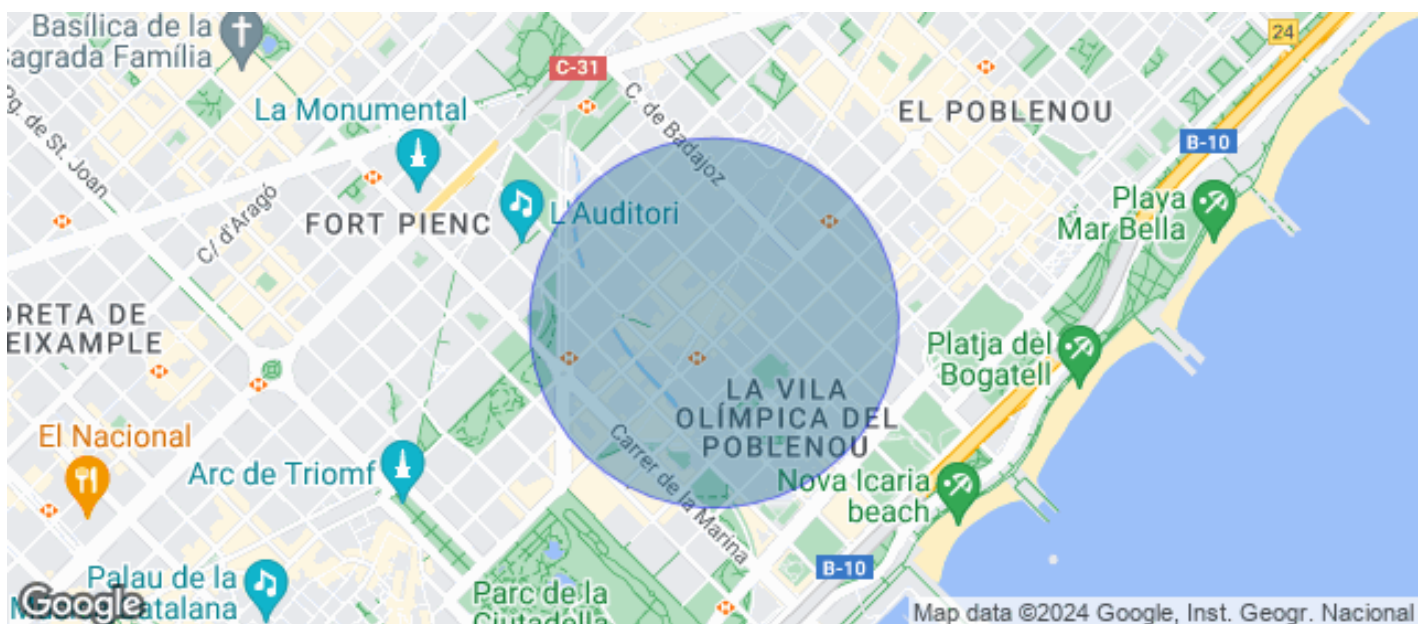 Basílica de la
Sagrada Família
C-31
24
La Monumental
C. de Badajoz
EL POBLENOU
B-10
Pg. de St. Joan
C/ d'Aragó
FORT PIENC
L'Auditori
Playa
Mar Bella
DRETA DE
EIXAMPLE
Platja del
Bogatell
LA VILA
OLÍMPICA DEL
POBLENOU
El Nacional
Arc de Triomf
Carrer de la Marina
Nova Icaria
beach
B-10
Palau de la
Catalana
Parc de la
Ciutadella
Google
Map data ©2024 Google, Inst. Geogr. Nacional